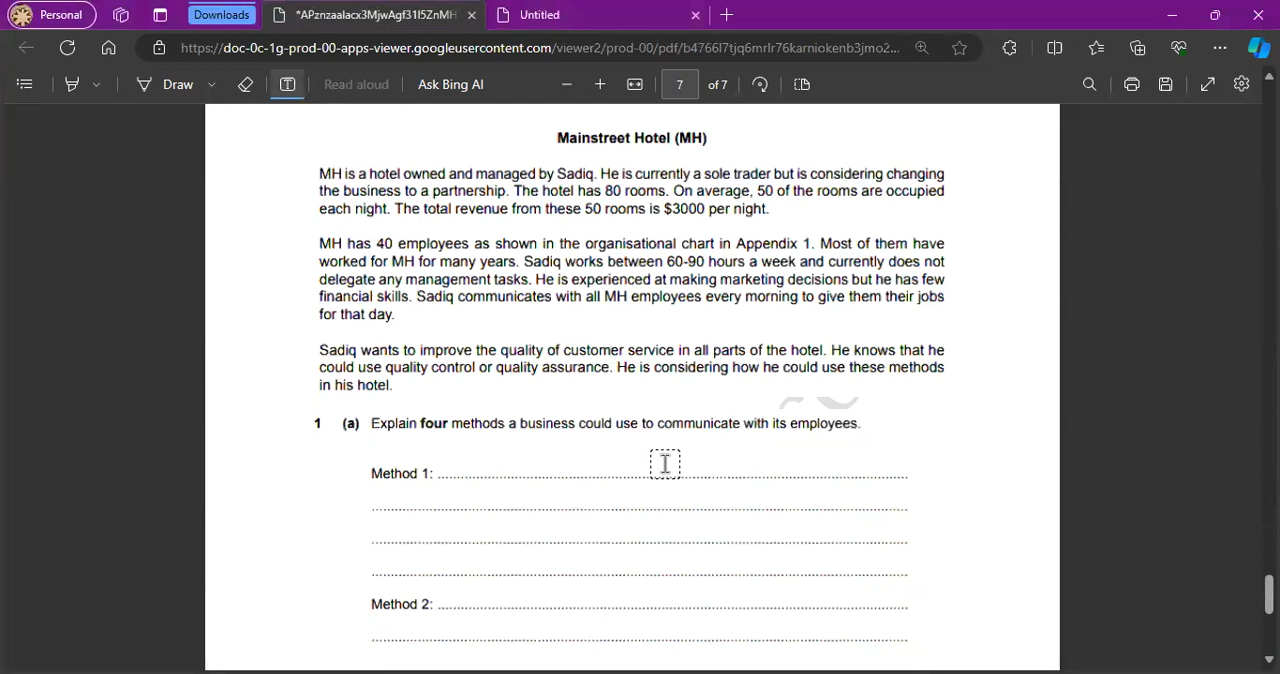 Personal
Downloads
*APznzaaIacx3MjwAgf31I5ZnMH
Untitled
https://doc-0c-1g-prod-00-apps-viewer.googleusercontent.com/viewer2/prod-00/pdf/b4766l7tjq6mrlr76karniokenb3jmo2...
Draw
Read aloud
Ask Bing AI
7
of 7
Mainstreet Hotel (MH)
MH is a hotel owned and managed by Sadiq. He is currently a sole trader but is considering changing
the business to a partnership. The hotel has 80 rooms. On average, 50 of the rooms are occupied
each night. The total revenue from these 50 rooms is $3000 per night.
MH has 40 employees as shown in the organisational chart in Appendix 1. Most of them have
worked for MH for many years. Sadiq works between 60-90 hours a week and currently does not
delegate any management tasks. He is experienced at making marketing decisions but he has few
financial skills. Sadiq communicates with all MH employees every morning to give them their jobs
for that day.
Sadiq wants to improve the quality of customer service in all parts of the hotel. He knows that he
could use quality control or quality assurance. He is considering how he could use these methods
in his hotel.
1 (a) Explain four methods a business could use to communicate with its employees.
Method 1:
Method 2: